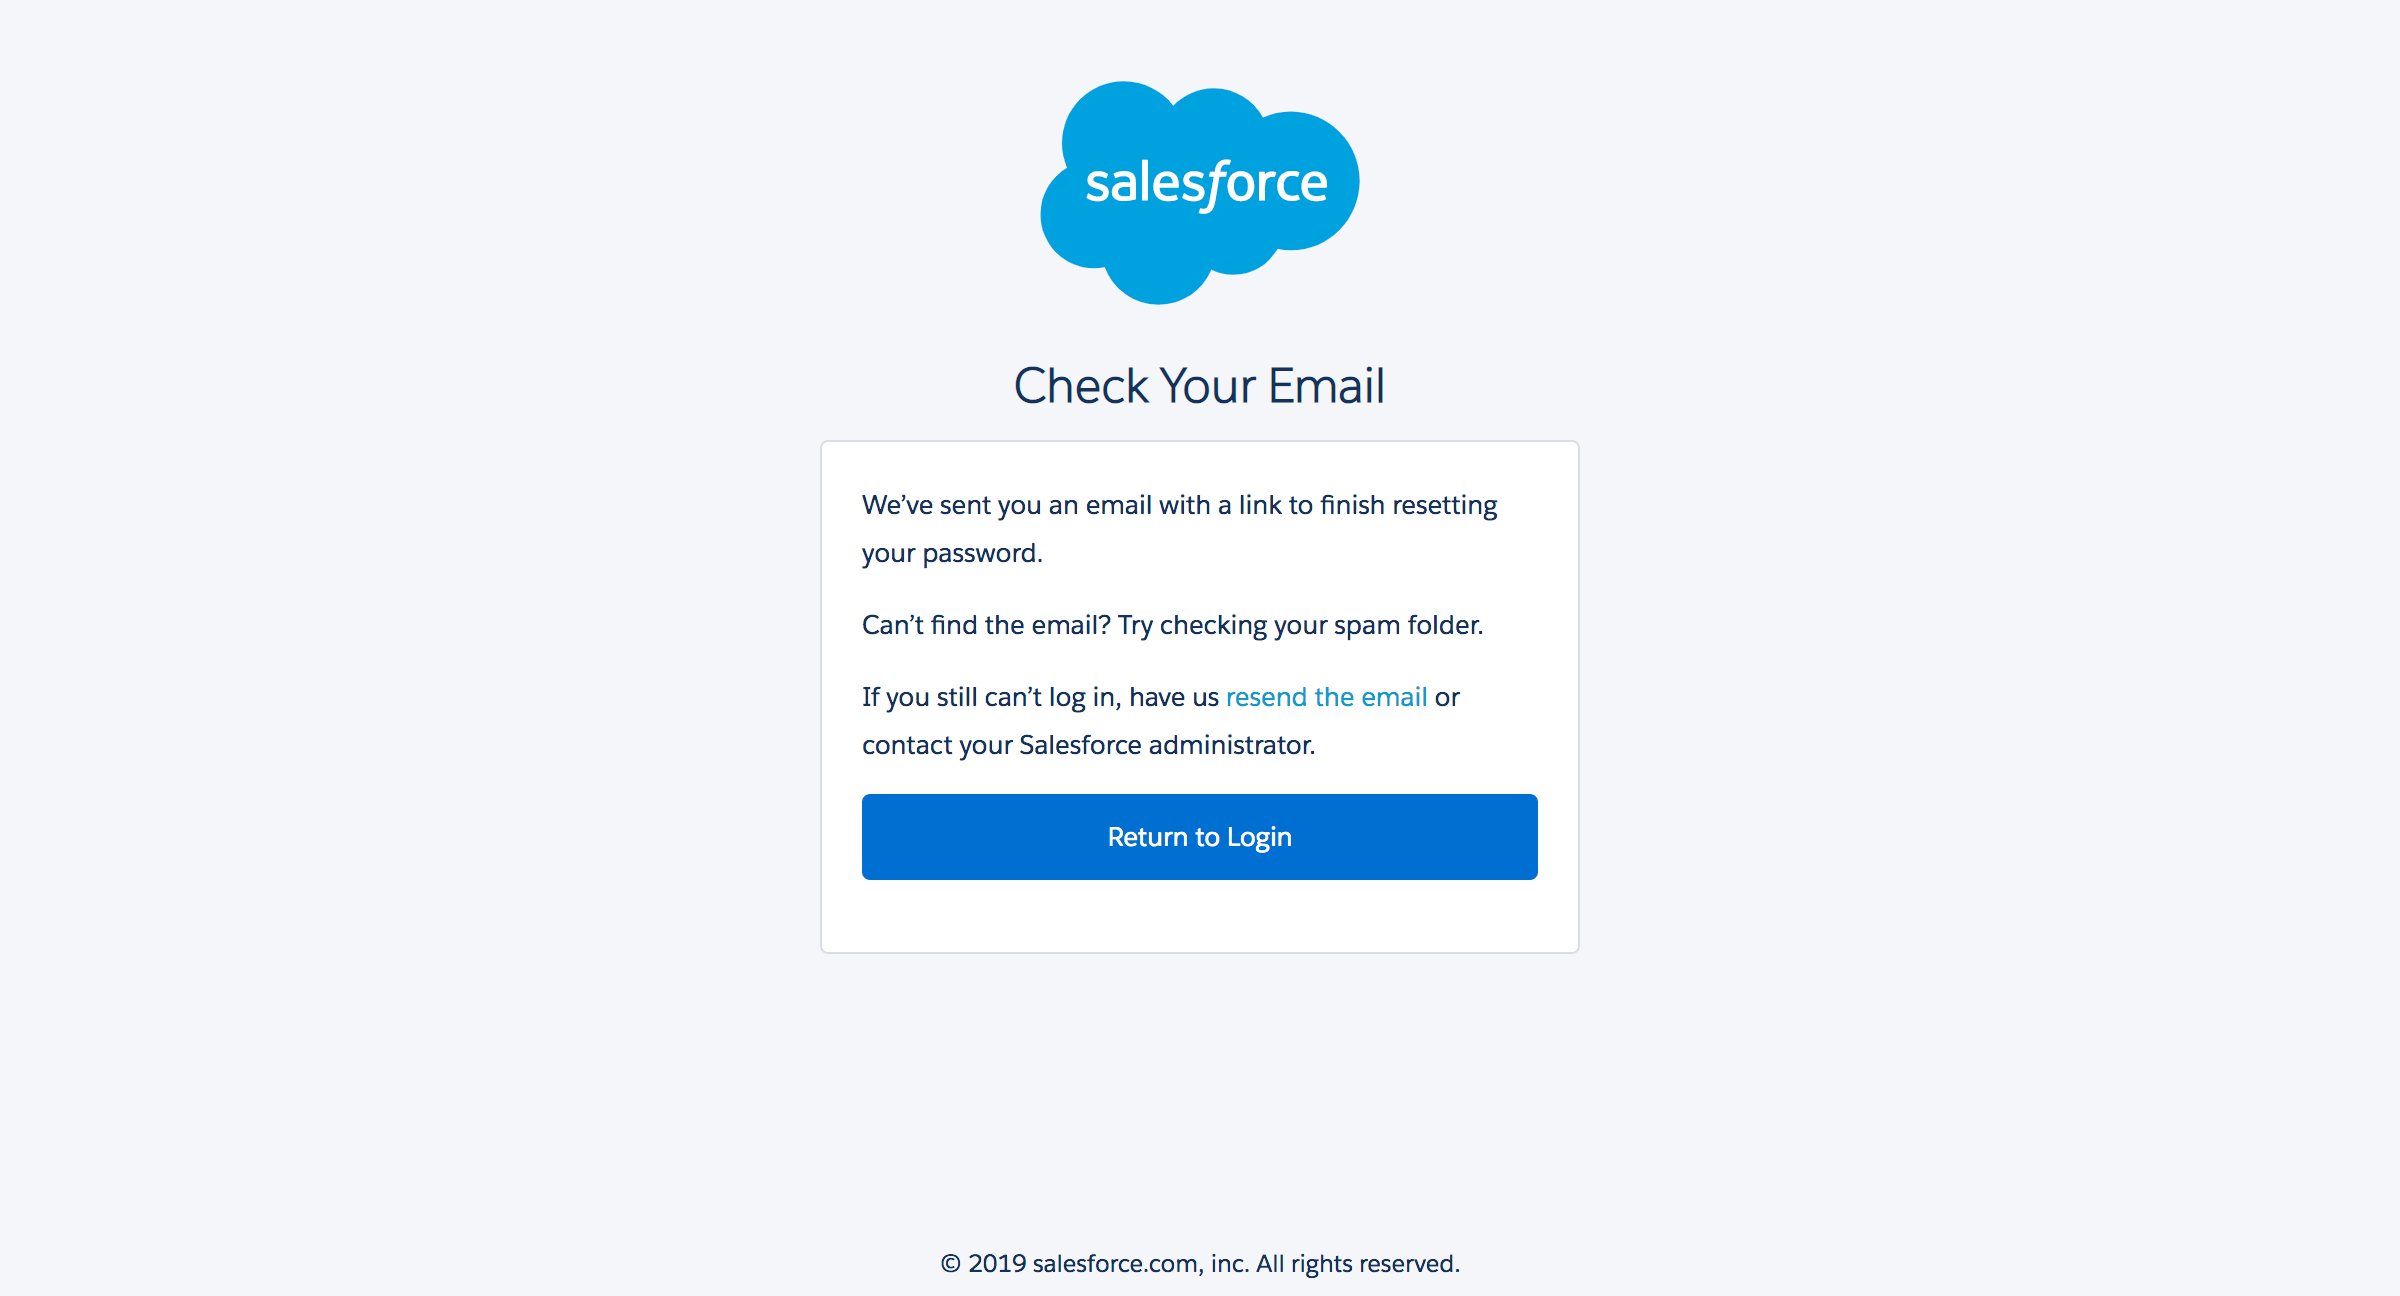 salesforce
Check Your Email
We’ve sent you an email with a link to finish resetting
your password.
Can’t find the email? Try checking your spam folder.
If you still can’t log in, have us resend the email or
contact your Salesforce administrator.
Return to Login
© 2019 salesforce.com, inc. All rights reserved.